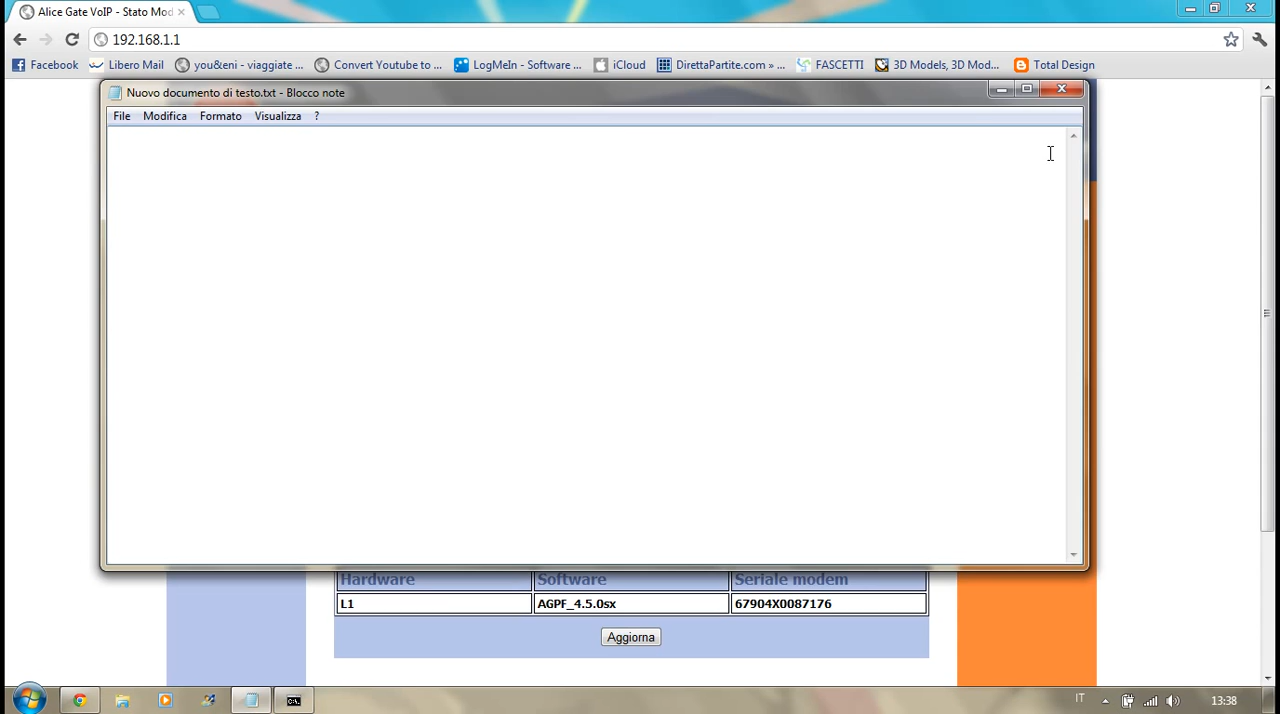 Alice Gate VoIP - Stato Mod
192.168.1.1
Facebook Libero Mail you&eni - viaggiate ... Convert Youtube to ... LogMeIn - Software ... iCloud DirettaPartite.com » ... FASCETTI 3D Models, 3D Mod... Total Design
Nuovo documento di testo.txt - Blocco note
File Modifica Formato Visualizza ?
Hardware Software Seriale modem
L1 AGPF_4.5.0sx 67904X0087176
Aggiorna
IT 13:38